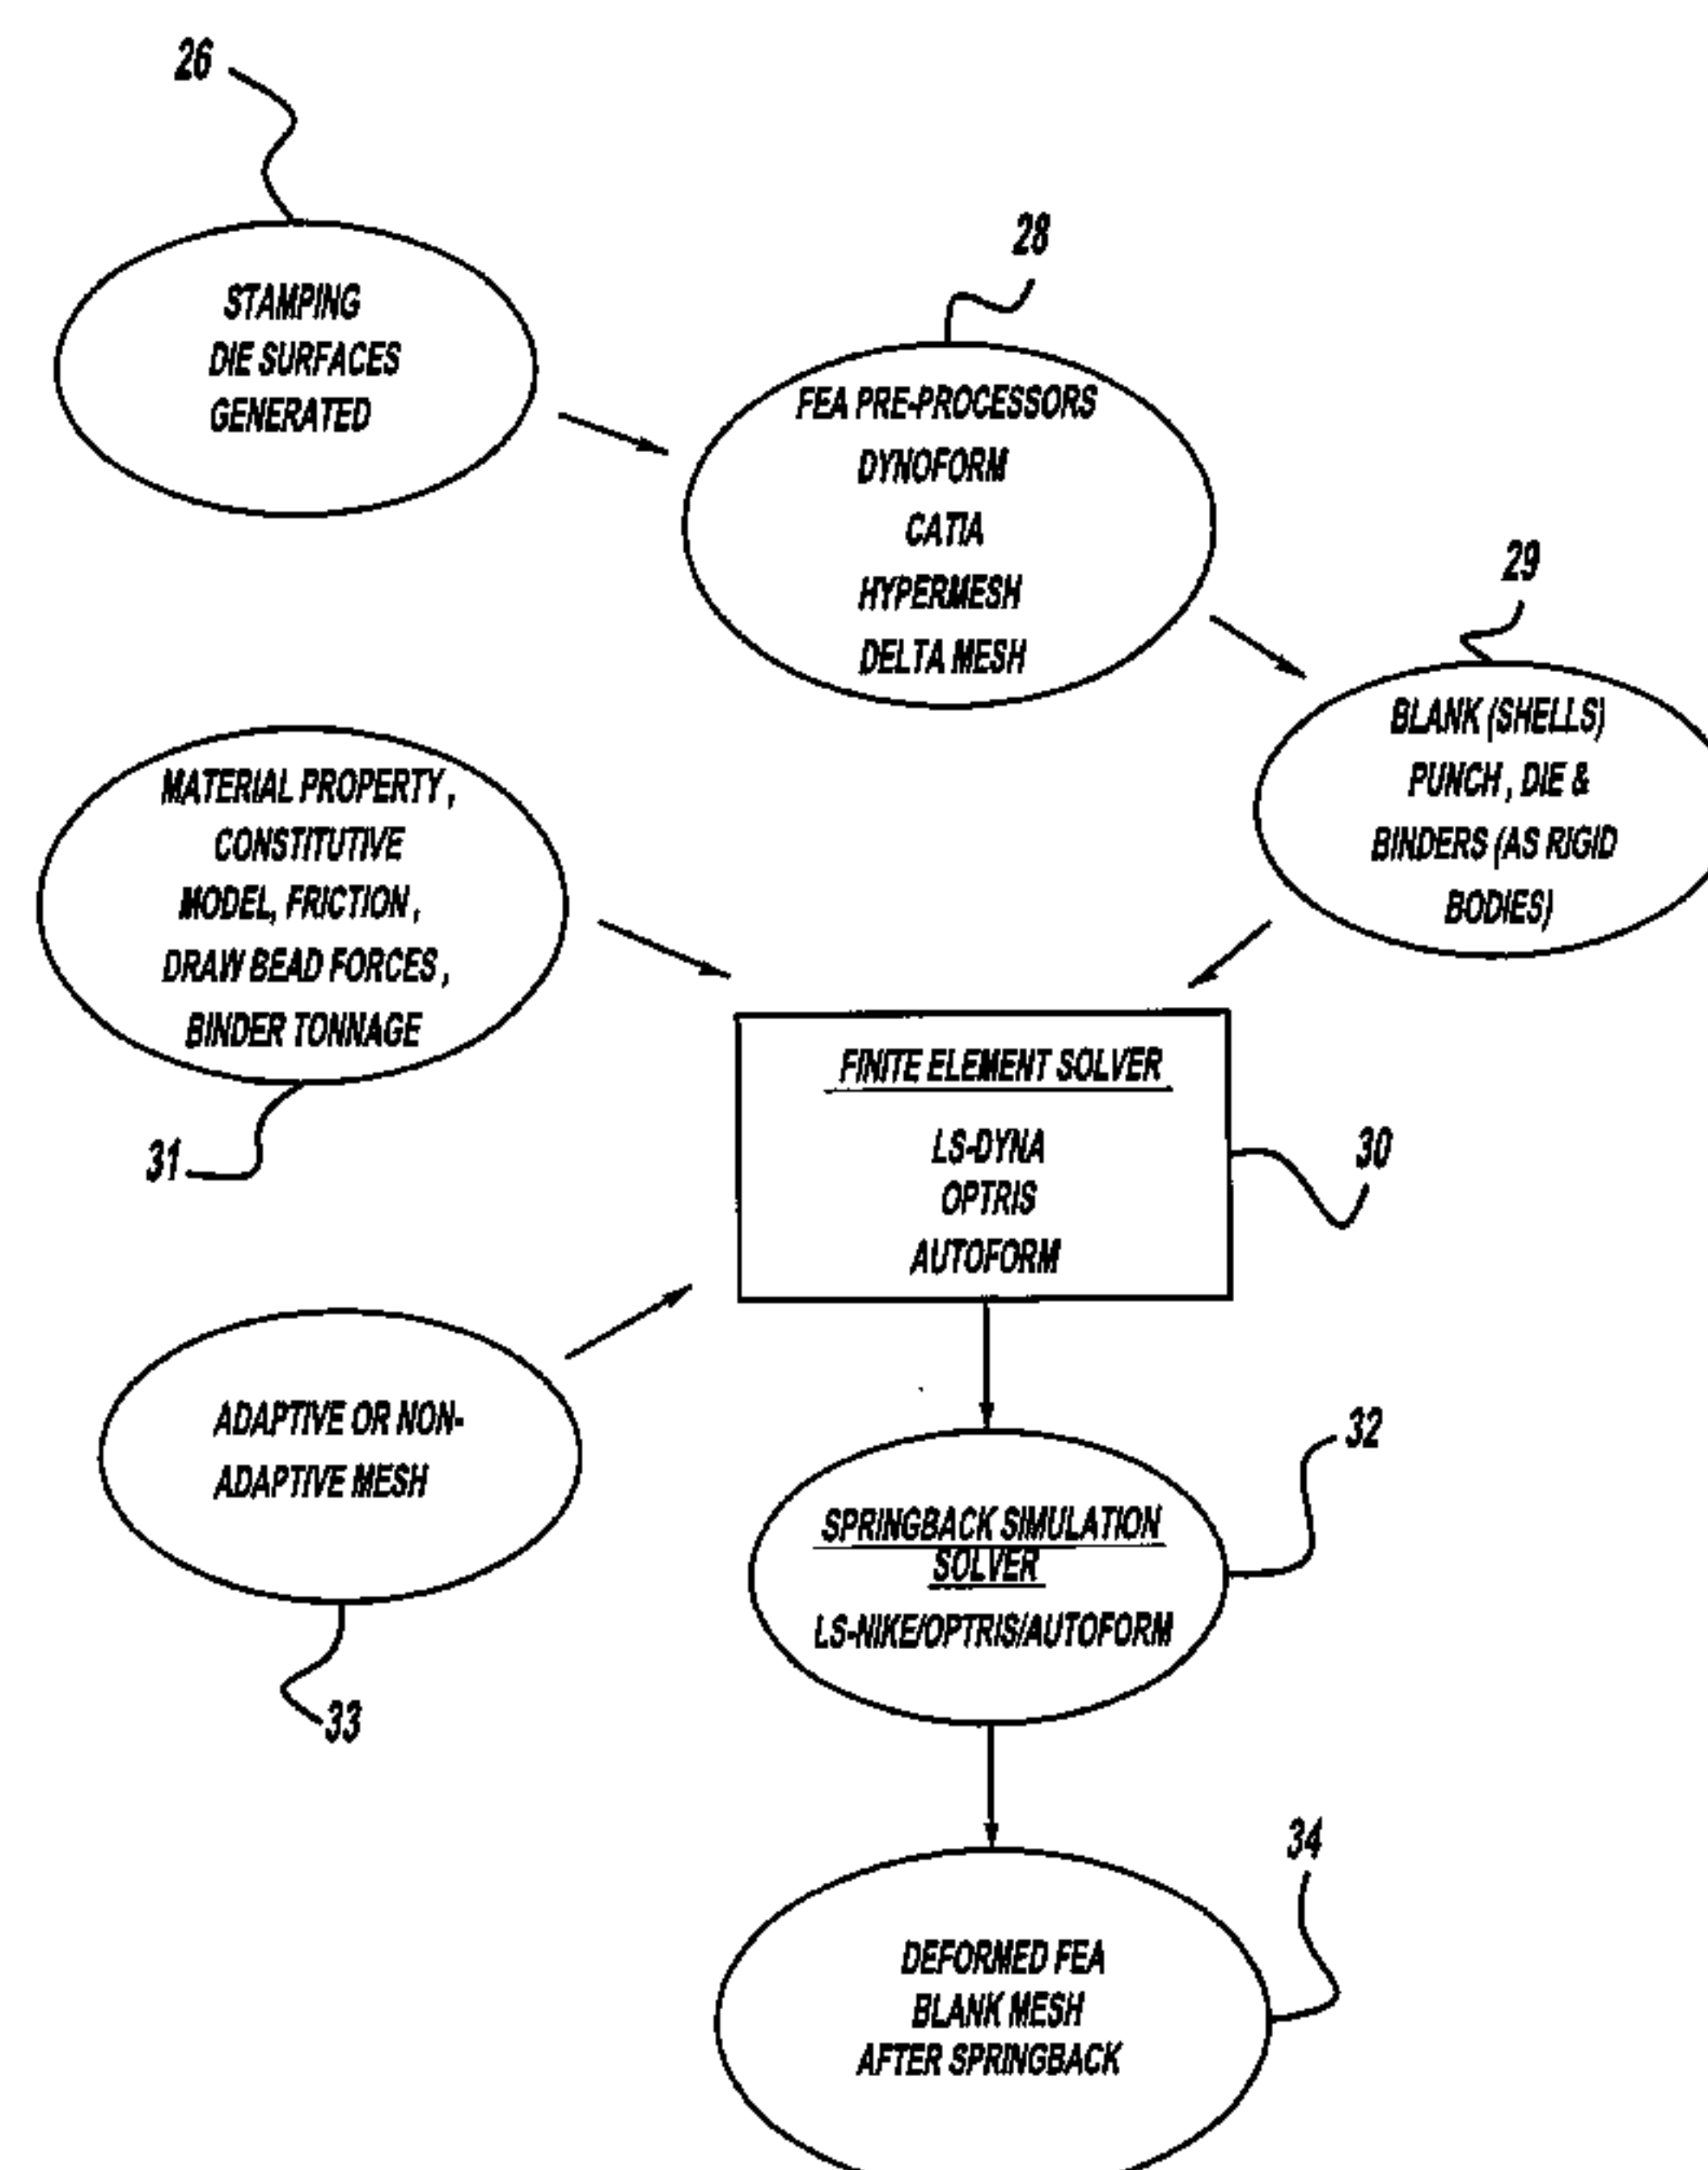 26
STAMPING
DIE SURFACES
GENERATED
28
FEA PRE-PROCESSORS
DYNOFORM
CATIA
HYPERMESH
DELTA MESH
29
BLANK (SHELLS)
PUNCH, DIE &
BINDERS (AS RIGID
BODIES)
MATERIAL PROPERTY,
CONSTITUTIVE
MODEL, FRICTION,
DRAW BEAD FORCES,
BINDER TONNAGE
31
FINITE ELEMENT SOLVER
LS-DYNA
OPTRIS
AUTOFORM
30
ADAPTIVE OR NON-
ADAPTIVE MESH
33
SPRINGBACK SIMULATION
SOLVER
LS-NIKE/OPTRIS/AUTOFORM
32
DEFORMED FEA
BLANK MESH
AFTER SPRINGBACK
34